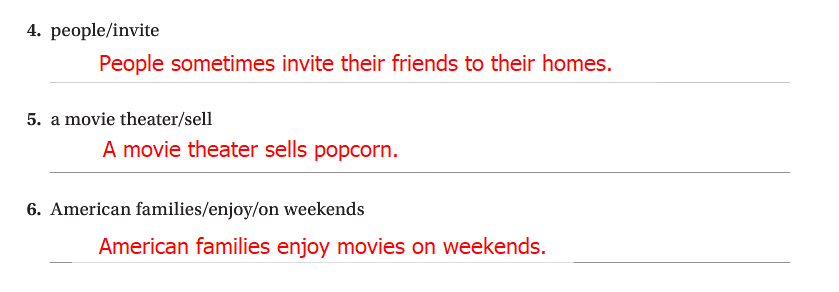 4. people/invite
People sometimes invite their friends to their homes.
5. a movie theater/sell
A movie theater sells popcorn.
6. American families/enjoy/on weekends
American families enjoy movies on weekends.